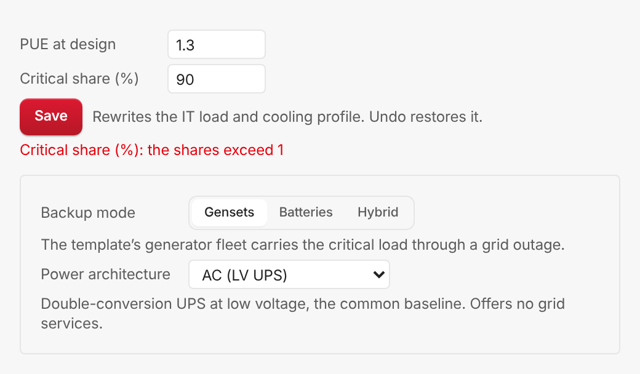 PUE at design 1.3
Critical share (%) 90
Save Rewrites the IT load and cooling profile. Undo restores it.
Critical share (%): the shares exceed 1
Backup mode Gensets Batteries Hybrid
The template’s generator fleet carries the critical load through a grid outage.
Power architecture AC (LV UPS)
Double-conversion UPS at low voltage, the common baseline. Offers no grid
services.